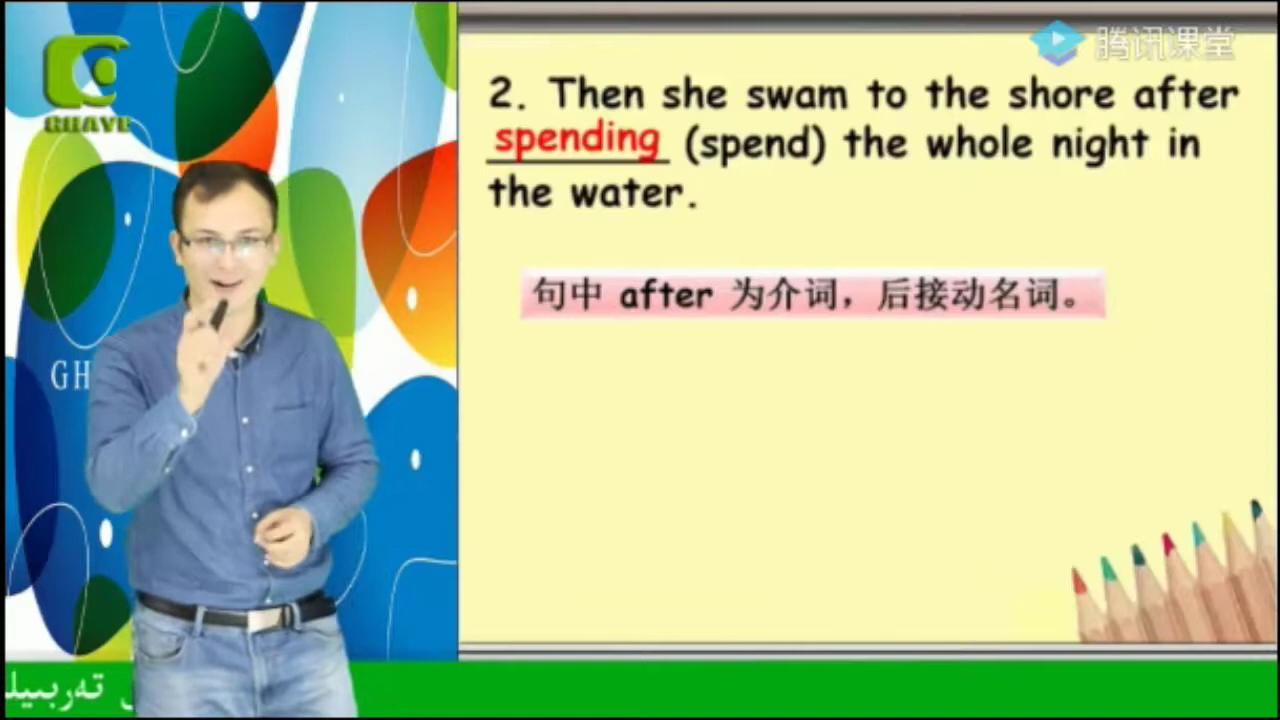 GHAYE
腾讯课堂
2. Then she swam to the shore after
spending (spend) the whole night in
the water.
句中 after 为介词，后接动名词。
GH